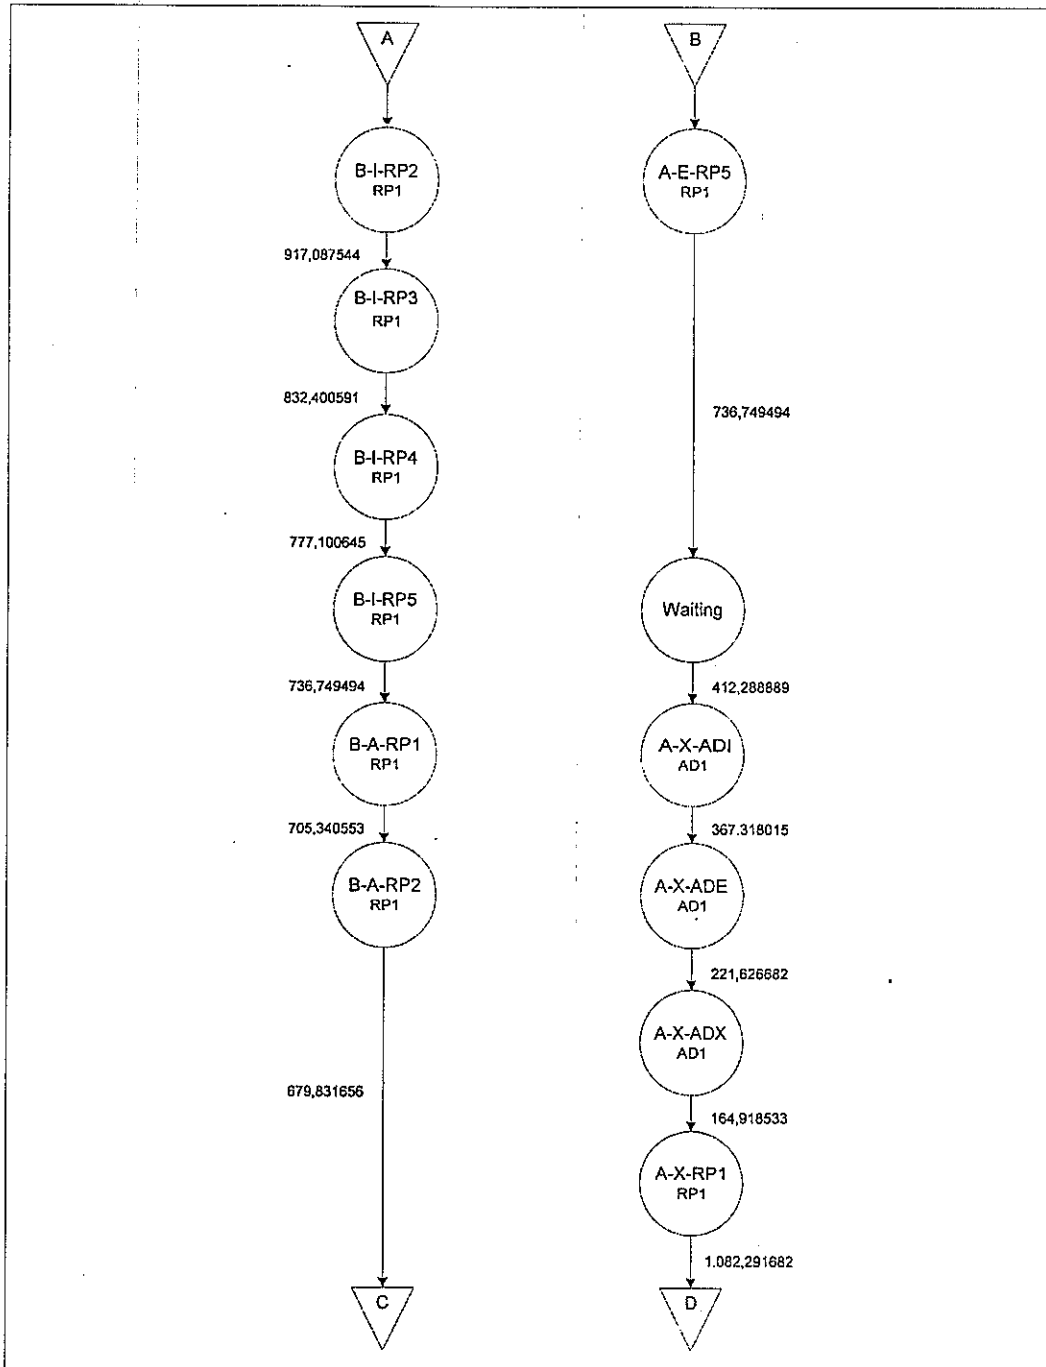 A
B-I-RP2
RP1
917,087544
B-I-RP3
RP1
832,400591
B-I-RP4
RP1
777,100645
B-I-RP5
RP1
736,749494
B-A-RP1
RP1
705,340553
B-A-RP2
RP1
679,831656
C
B
A-E-RP5
RP1
736,749494
Waiting
412,288889
A-X-ADI
AD1
367.318015
A-X-ADE
AD1
221,626682
A-X-ADX
AD1
164,918533
A-X-RP1
RP1
1.082,291682
D